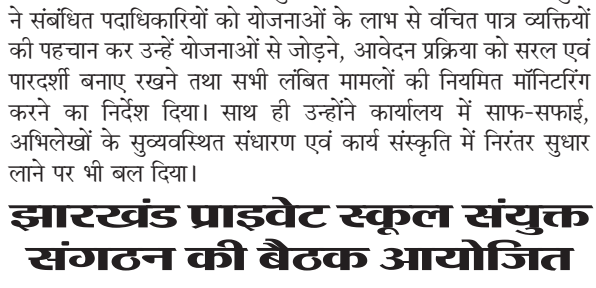 ने संबंधित पदाधिकारियों को योजनाओं के लाभ से वंचित पात्र व्यक्तियों
की पहचान कर उन्हें योजनाओं से जोड़ने, आवेदन प्रक्रिया को सरल एवं
पारदर्शी बनाए रखने तथा सभी लंबित मामलों की नियमित मॉनिटरिंग
करने का निर्देश दिया। साथ ही उन्होंने कार्यालय में साफ-सफाई,
अभिलेखों के सुव्यवस्थित संधारण एवं कार्य संस्कृति में निरंतर सुधार
लाने पर भी बल दिया।
झारखंड प्राइवेट स्कूल संयुक्त
संगठन की बैठक आयोजित